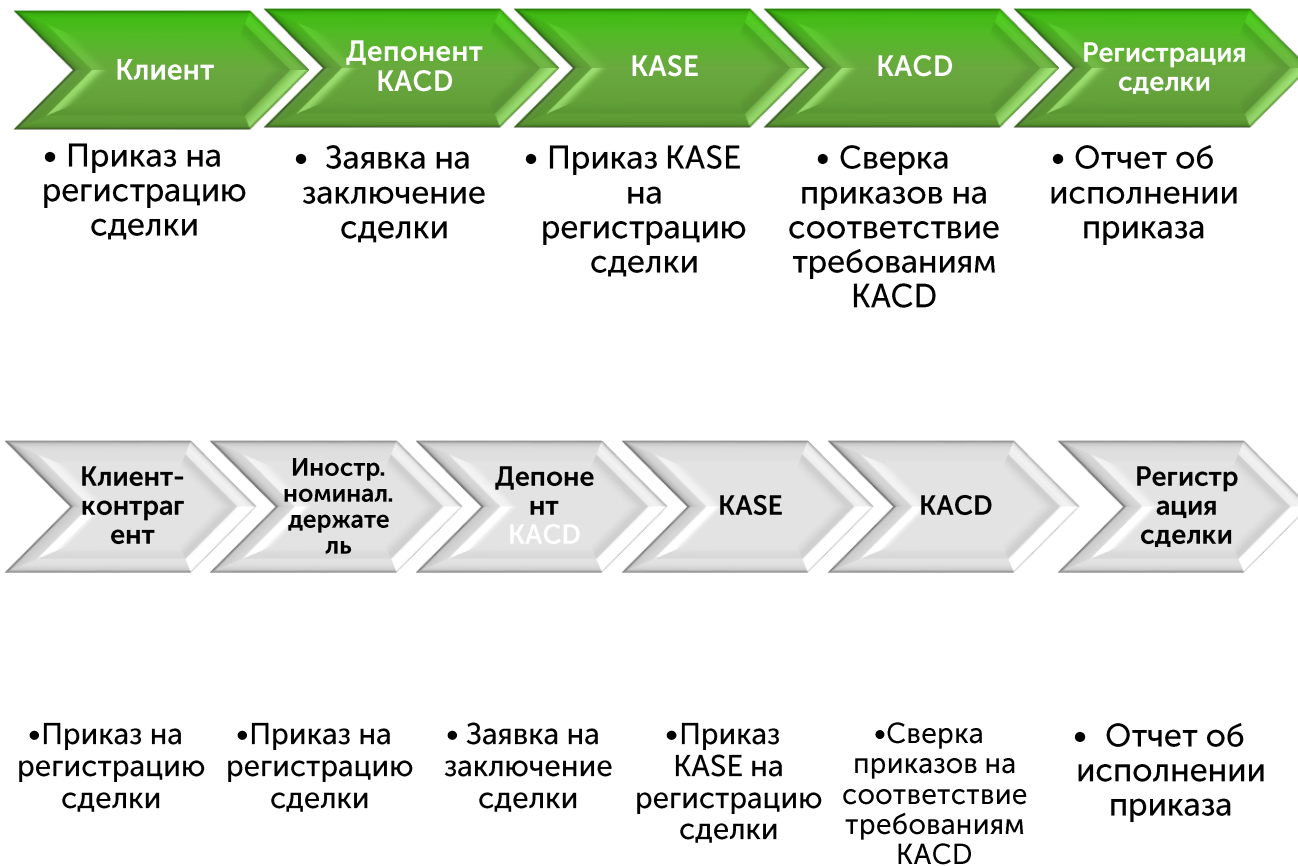 Клиент
Депонент
KACD
KASE
KACD
Регистрация
сделки
• Приказ на
регистрацию
сделки
• Заявка на
заключение
сделки
• Приказ KASE
на
регистрацию
сделки
• Сверка
приказов на
соответствие
требованиям
KACD
• Отчет об
исполнении
приказа
Клиент-
контраг
ент
Иностр.
номинал.
держате
ль
Депоне
нт
KACD
KASE
KACD
Регистр
ация
сделки
•Приказ на
регистрацию
сделки
•Приказ на
регистрацию
сделки
• Заявка на
заключение
сделки
•Приказ
KASE на
регистрацию
сделки
•Сверка
приказов на
соответствие
требованиям
KACD
• Отчет об
исполнении
приказа